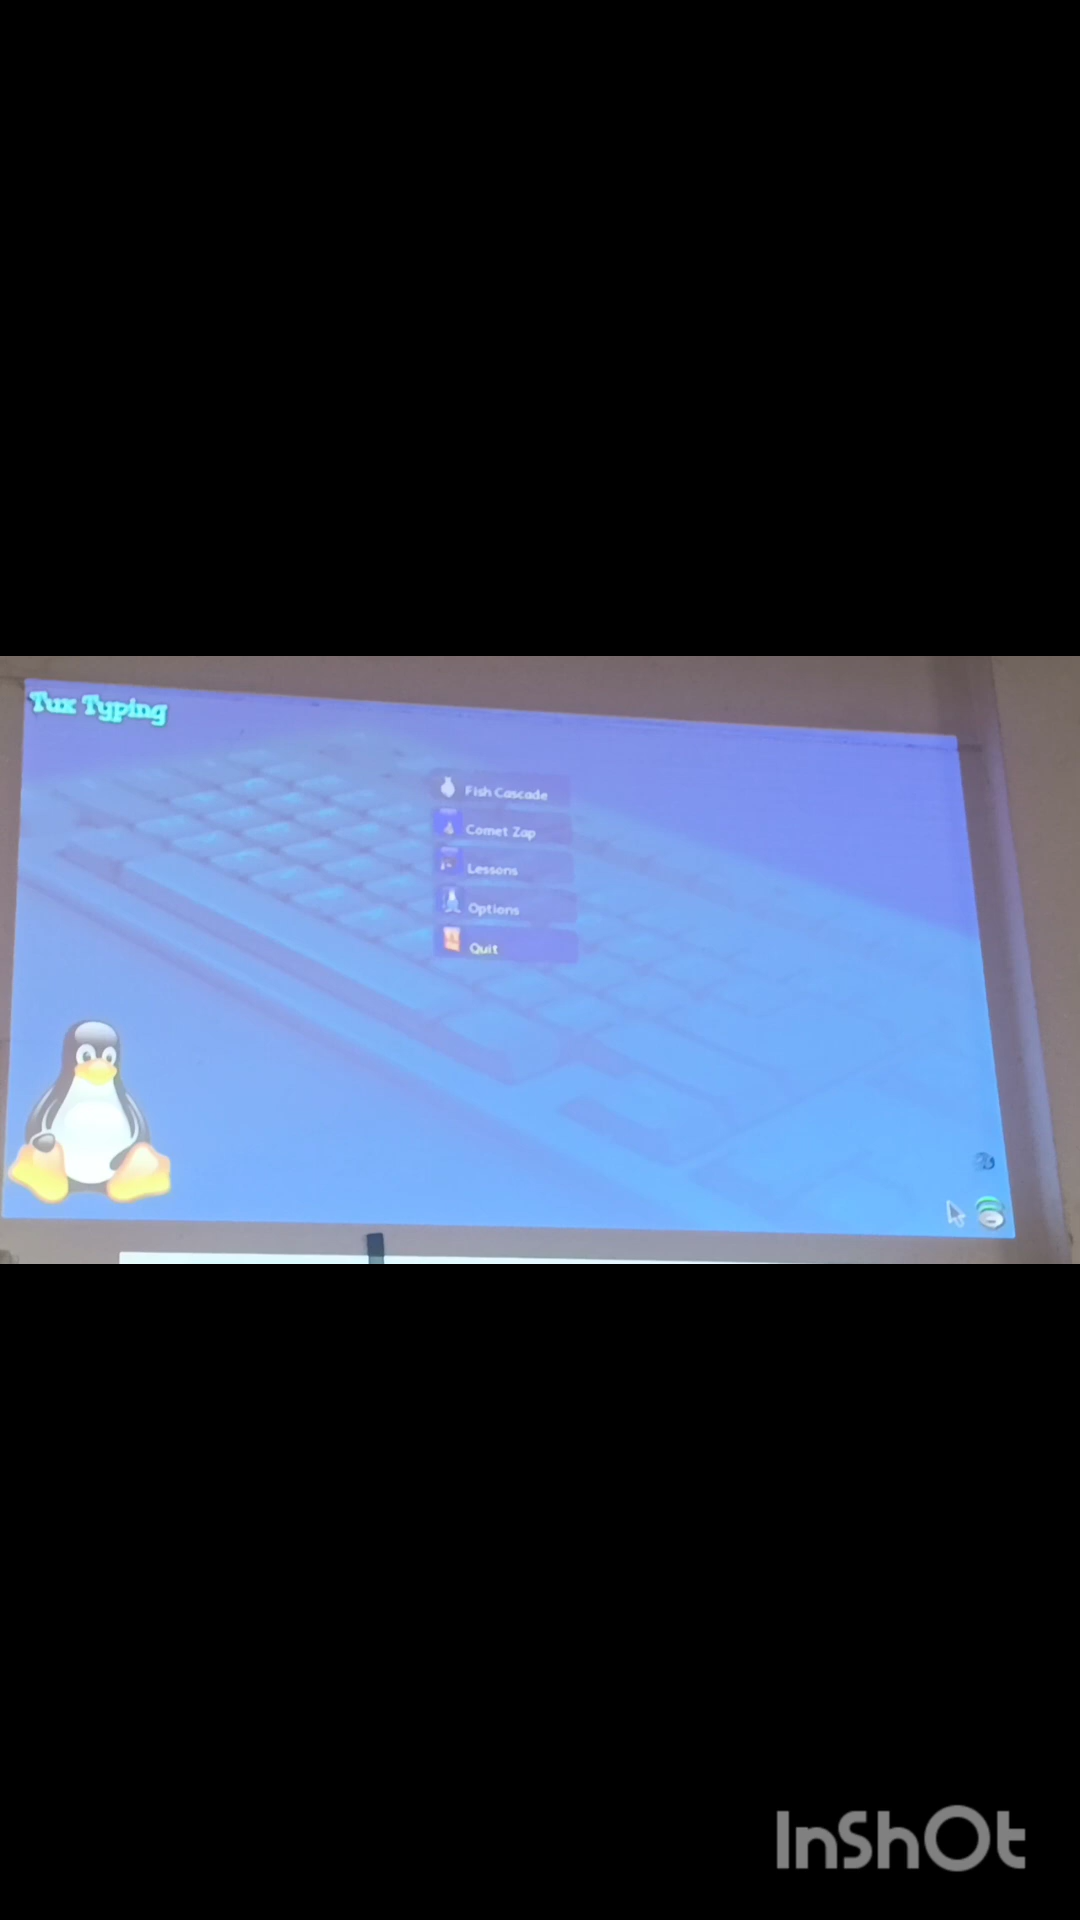 Tux Typing
Fish Cascade
Comet Zap
Lessons
Options
Quit
InShOt